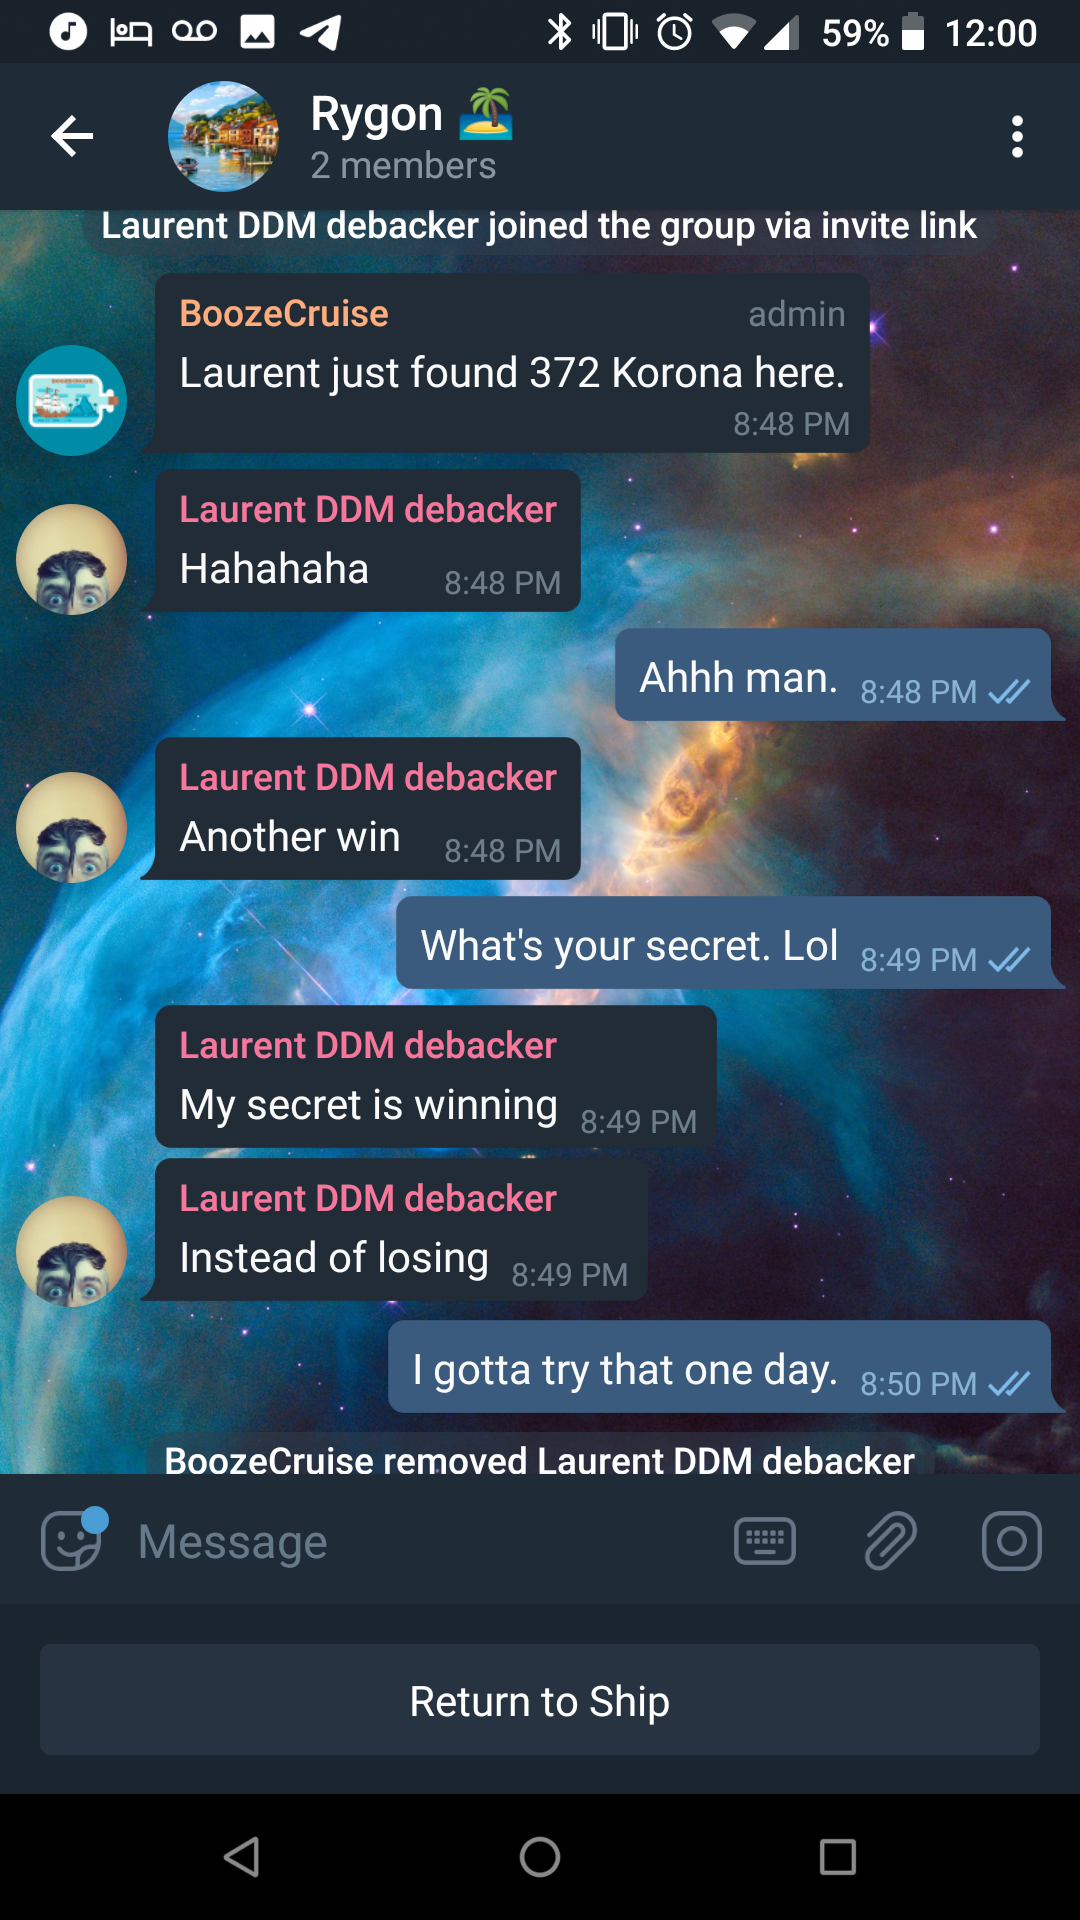 59% 12:00
Rygon
2 members
Laurent DDM debacker joined the group via invite link
BoozeCruise admin
Laurent just found 372 Korona here.
8:48 PM
Laurent DDM debacker
Hahahaha 8:48 PM
Ahhh man. 8:48 PM
Laurent DDM debacker
Another win 8:48 PM
What's your secret. Lol 8:49 PM
Laurent DDM debacker
My secret is winning 8:49 PM
Laurent DDM debacker
Instead of losing 8:49 PM
I gotta try that one day. 8:50 PM
BoozeCruise removed Laurent DDM debacker
Message
Return to Ship